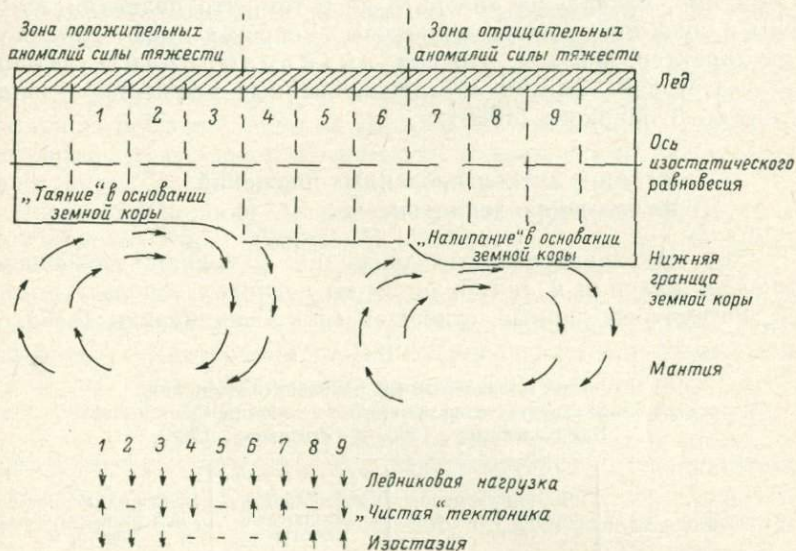 Зона положительных
аномалий силы тяжести
Зона отрицательных
аномалий силы тяжести
Лед
1 2 3 4 5 6 7 8 9
Ось
изостатического
равновесия
„Таяние“ в основании
земной коры
„Налипание“ в основании
земной коры
Нижняя
граница
земной коры
Мантия
1 2 3 4 5 6 7 8 9
↓ ↓ ↓ ↓ ↓ ↓ ↓ ↓ ↓ Ледниковая нагрузка
↑ – ↓ ↓ – ↑ ↑ – ↓ „Чистая“ тектоника
↓ ↓ ↓ – – – ↑ ↑ ↑ Изостазия